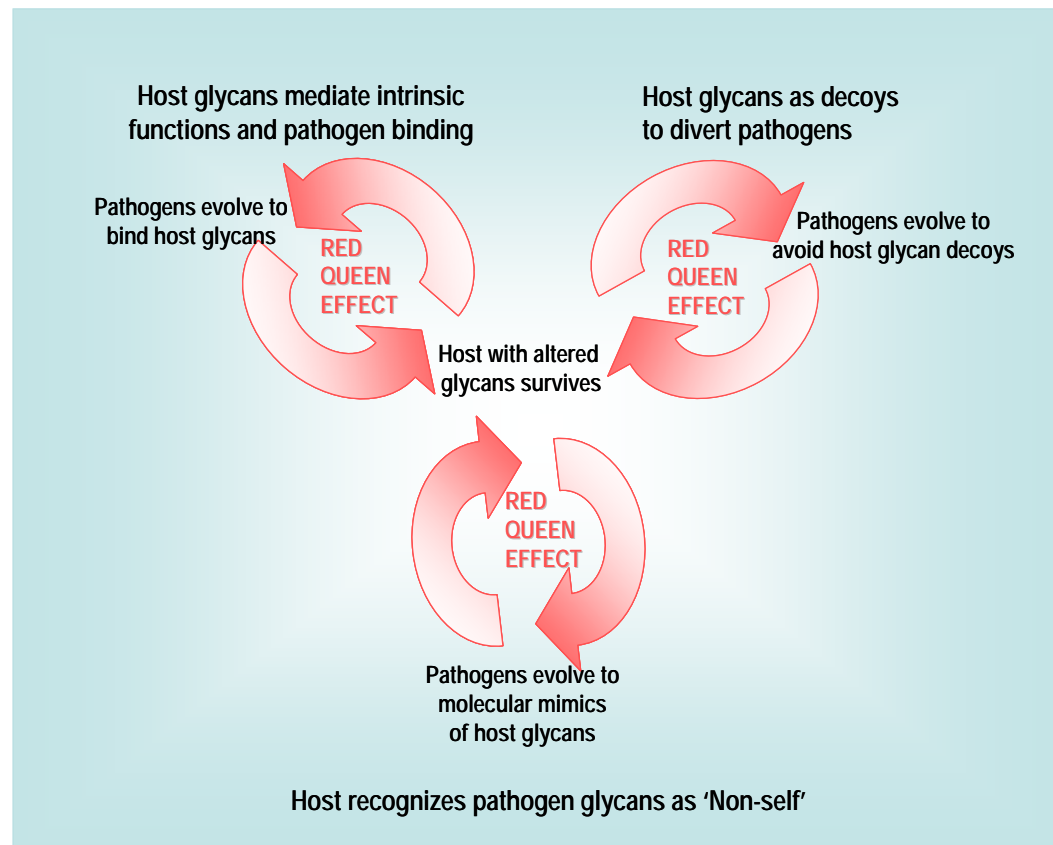 Host glycans mediate intrinsic
functions and pathogen binding
Host glycans as decoys
to divert pathogens
Pathogens evolve to
bind host glycans
RED
QUEEN
EFFECT
RED
QUEEN
EFFECT
Pathogens evolve to
avoid host glycan decoys
Host with altered
glycans survives
RED
QUEEN
EFFECT
Pathogens evolve to
molecular mimics
of host glycans
Host recognizes pathogen glycans as ‘Non-self’